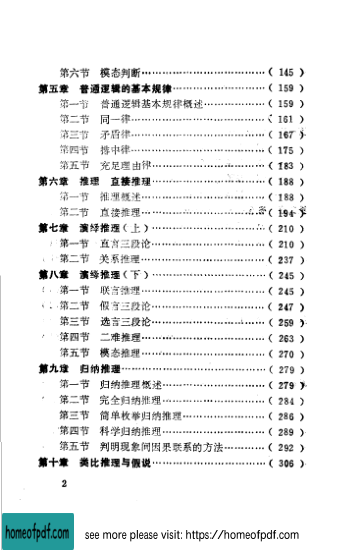 第六节 模态判断……………………………( 145 )
第五章 普通逻辑的基本规律…………………( 159 )
第一节 普通逻辑基本规律概述……………( 159 )
第二节 同一律………………………………( 161 )
第三节 矛盾律………………………………( 167 )
第四节 排中律………………………………( 175 )
第五节 充足理由律…………………………( 183 )
第六章 推理 直接推理………………………( 188 )
第一节 推理概述……………………………( 188 )
第二节 直接推理……………………………( 194 )
第七章 演绎推理(上)………………………( 210 )
第一节 直言三段论…………………………( 210 )
第二节 关系推理……………………………( 237 )
第八章 演绎推理(下)………………………( 245 )
第一节 联言推理……………………………( 245 )
第二节 假言三段论…………………………( 247 )
第三节 选言三段论…………………………( 259 )
第四节 二难推理……………………………( 263 )
第五节 模态推理……………………………( 270 )
第九章 归纳推理………………………………( 279 )
第一节 归纳推理概述………………………( 279 )
第二节 完全归纳推理………………………( 284 )
第三节 简单枚举归纳推理…………………( 286 )
第四节 科学归纳推理………………………( 289 )
第五节 判明现象间因果联系的方法………( 292 )
第十章 类比推理与假说………………………( 306 )
2
homeofpdf.com
see more please visit: https://homeofpdf.com